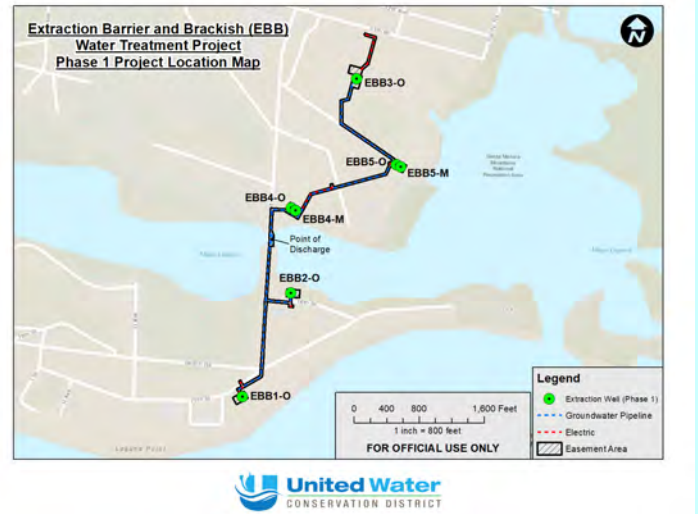 Extraction Barrier and Brackish (EBB)
Water Treatment Project
Phase 1 Project Location Map
N
EBB3-O
EBB5-O
EBB5-M
EBB4-O
EBB4-M
Point of
Discharge
EBB2-O
EBB1-O
Laguna Point
0 400 800 1,600 Feet
1 inch = 800 feet
FOR OFFICIAL USE ONLY
Legend
Extraction Well (Phase 1)
Groundwater Pipeline
Electric
Easement Area
United Water
CONSERVATION DISTRICT